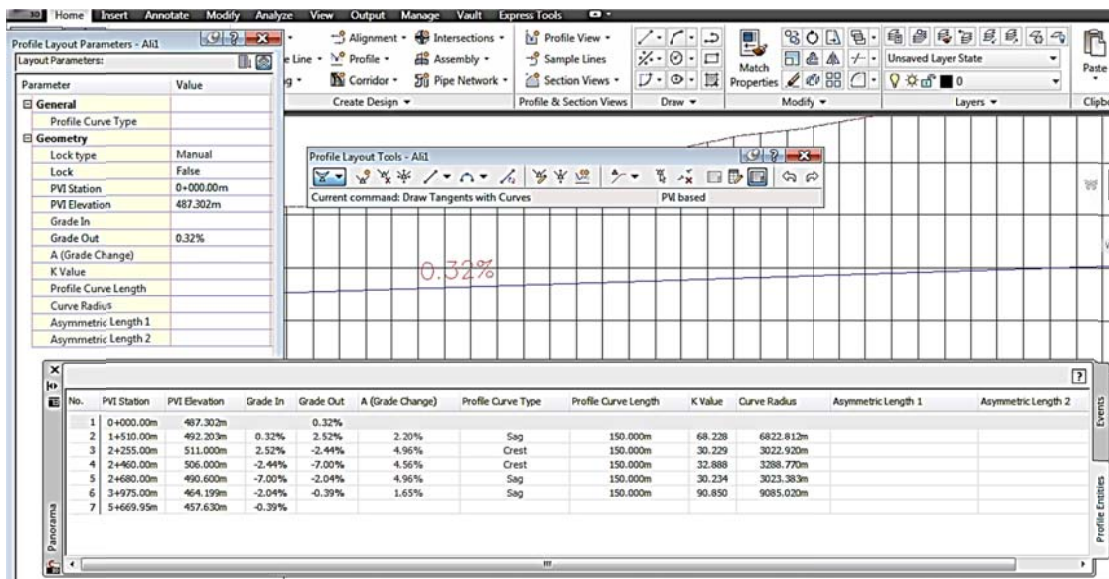 3D Home Insert Annotate Modify Analyze View Output Manage Vault Express Tools
Profile Layout Parameters - Ali1
Layout Parameters:
Parameter Value
General
Profile Curve Type
Geometry
Lock type Manual
Lock False
PVI Station 0+000.00m
PVI Elevation 487.302m
Grade In
Grade Out 0.32%
A (Grade Change)
K Value
Profile Curve Length
Curve Radius
Asymmetric Length 1
Asymmetric Length 2
Alignment Intersections Profile View
e Line Profile Assembly Sample Lines
g Corridor Pipe Network Section Views
Match Properties
Unsaved Layer State
0
Paste
Create Design Profile & Section Views Draw Modify Layers Clipbo
Profile Layout Tools - Ali1
Current command: Draw Tangents with Curves PVI based
0.32%
No. PVI Station PVI Elevation Grade In Grade Out A (Grade Change) Profile Curve Type Profile Curve Length K Value Curve Radius Asymmetric Length 1 Asymmetric Length 2
1 0+000.00m 487.302m 0.32%
2 1+510.00m 492.203m 0.32% 2.52% 2.20% Sag 150.000m 68.228 6822.812m
3 2+255.00m 511.000m 2.52% -2.44% 4.96% Crest 150.000m 30.229 3022.920m
4 2+460.00m 506.000m -2.44% -7.00% 4.56% Crest 150.000m 32.888 3288.770m
5 2+680.00m 490.600m -7.00% -2.04% 4.96% Sag 150.000m 30.234 3023.383m
6 3+975.00m 464.199m -2.04% -0.39% 1.65% Sag 150.000m 90.850 9085.020m
7 5+669.95m 457.630m -0.39%
Panorama
Events
Profile Entities